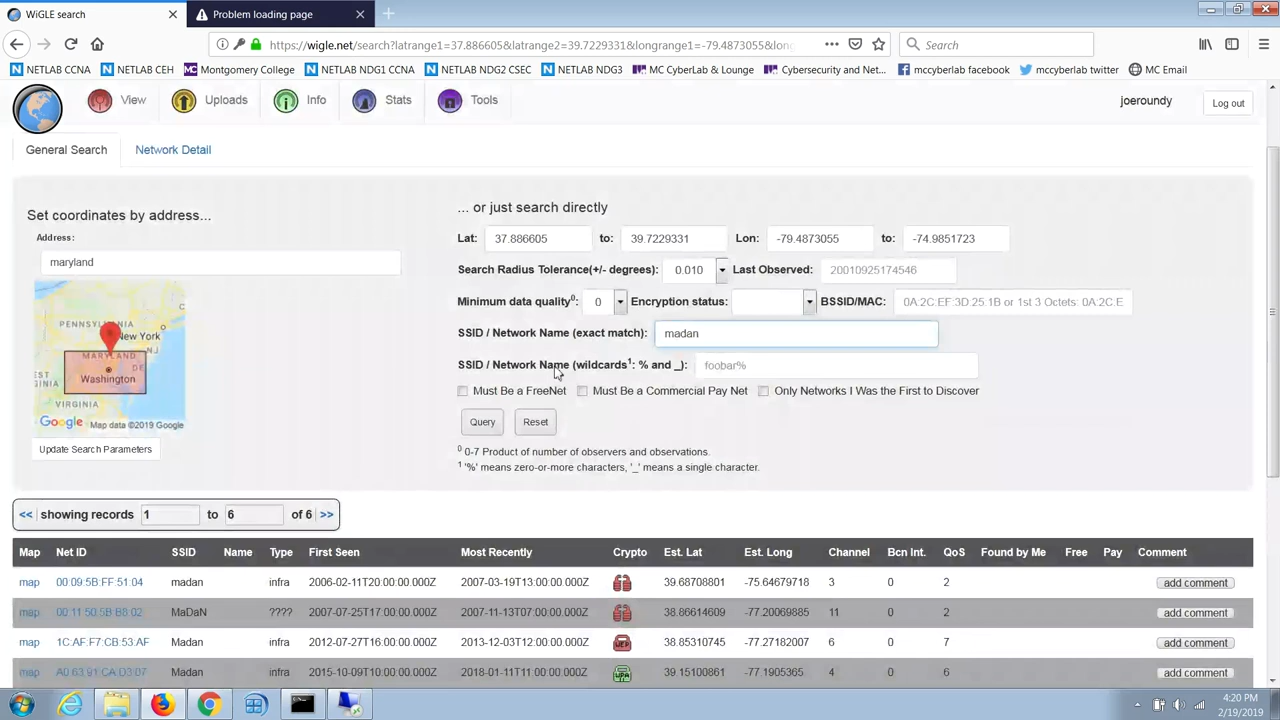 WiGLE search
Problem loading page
https://wigle.net/search?latrange1=37.886605&latrange2=39.7229331&longrange1=-79.4873055&lon
Search
NETLAB CCNA
NETLAB CEH
Montgomery College
NETLAB NDG1 CCNA
NETLAB NDG2 CSEC
NETLAB NDG3
MC CyberLab & Lounge
Cybersecurity and Net...
mccyberlab facebook
mccyberlab twitter
MC Email
View
Uploads
Info
Stats
Tools
joeroundy
Log out
General Search
Network Detail
Set coordinates by address...
Address:
maryland
PENNSYLVANIA
New York
NJ
MARYLAND
Washington
VIRGINIA
Google
Map data ©2019 Google
Update Search Parameters
... or just search directly
Lat: 37.886605 to: 39.7229331 Lon: -79.4873055 to: -74.9851723
Search Radius Tolerance(+/- degrees): 0.010 Last Observed: 20010925174546
Minimum data quality⁰: 0 Encryption status: BSSID/MAC: 0A:2C:EF:3D:25:1B or 1st 3 Octets: 0A:2C:E
SSID / Network Name (exact match): madan
SSID / Network Name (wildcards¹: % and _): foobar%
Must Be a FreeNet Must Be a Commercial Pay Net Only Networks I Was the First to Discover
Query Reset
⁰ 0-7 Product of number of observers and observations.
¹ '%' means zero-or-more characters, '_' means a single character.
<< showing records 1 to 6 of 6 >>
Map Net ID SSID Name Type First Seen Most Recently Crypto Est. Lat Est. Long Channel Bcn Int. QoS Found by Me Free Pay Comment
map 00:09:5B:FF:51:04 madan infra 2006-02-11T20:00:00.000Z 2007-03-19T13:00:00.000Z 39.68708801 -75.64679718 3 0 2 add comment
map 00:11:50:5B:B8:02 MaDaN ???? 2007-07-25T17:00:00.000Z 2007-11-13T07:00:00.000Z 38.86614609 -77.20069885 11 0 2 add comment
map 1C:AF:F7:CB:53:AF Madan infra 2012-07-27T16:00:00.000Z 2013-12-03T12:00:00.000Z WEP 38.85310745 -77.27182007 6 0 7 add comment
map A0:63:91:CA:D3:07 Madan infra 2015-10-09T10:00:00.000Z 2018-01-11T11:00:00.000Z WPA 39.15100861 -77.1905365 4 0 6 add comment
4:20 PM
2/19/2019